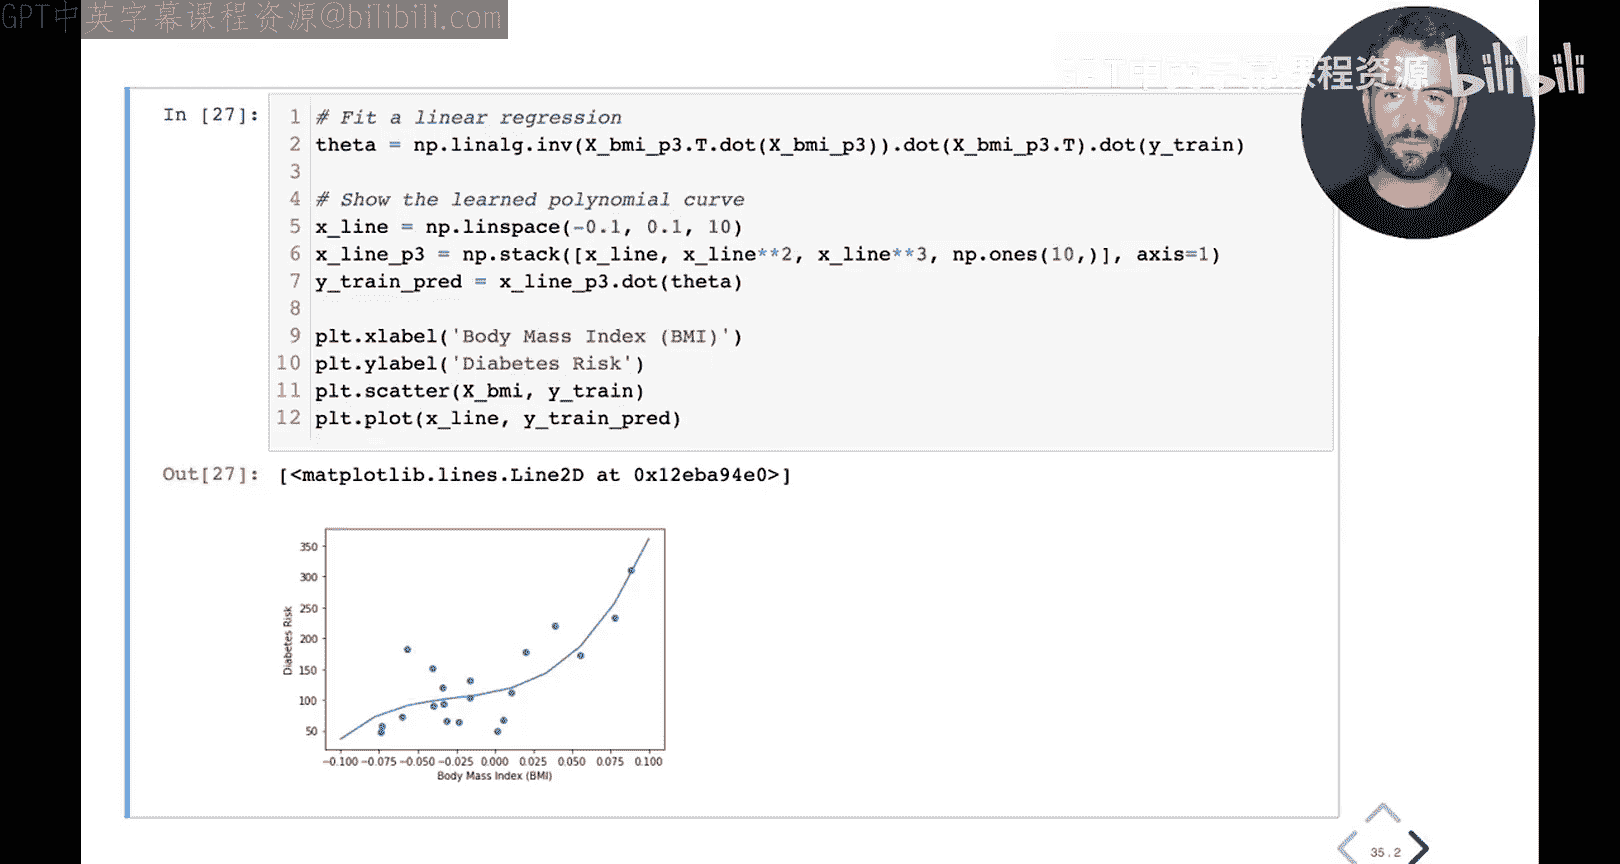 GPT中英字幕课程资源@bilibili.com
课程资源 bilibili
In [27]:
1 # Fit a linear regression
2 theta = np.linalg.inv(X_bmi_p3.T.dot(X_bmi_p3)).dot(X_bmi_p3.T).dot(y_train)
3
4 # Show the learned polynomial curve
5 x_line = np.linspace(-0.1, 0.1, 10)
6 x_line_p3 = np.stack([x_line, x_line**2, x_line**3, np.ones(10,)], axis=1)
7 y_train_pred = x_line_p3.dot(theta)
8
9 plt.xlabel('Body Mass Index (BMI)')
10 plt.ylabel('Diabetes Risk')
11 plt.scatter(X_bmi, y_train)
12 plt.plot(x_line, y_train_pred)
Out[27]: [<matplotlib.lines.Line2D at 0x12eba94e0>]
350
300
250
200
150
100
50
Diabetes Risk
−0.100 −0.075 −0.050 −0.025 0.000 0.025 0.050 0.075 0.100
Body Mass Index (BMI)
35.2